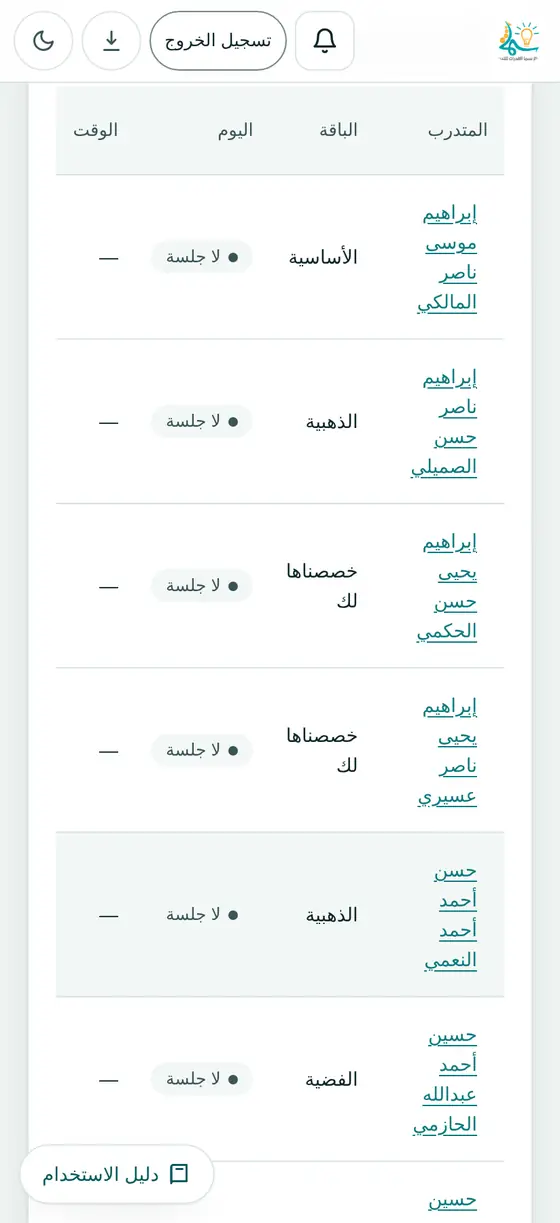 تسجيل الخروج
المتدرب الباقة اليوم الوقت
إبراهيم
موسى
ناصر
المالكي
الأساسية
لا جلسة
—
إبراهيم
ناصر
حسن
الصميلي
الذهبية
لا جلسة
—
إبراهيم
يحيى
حسن
الحكمي
خصصناها
لك
لا جلسة
—
إبراهيم
يحيى
ناصر
عسيري
خصصناها
لك
لا جلسة
—
حسن
أحمد
أحمد
النعمي
الذهبية
لا جلسة
—
حسين
أحمد
عبدالله
الحازمي
الفضية
لا جلسة
—
حسين
دليل الاستخدام